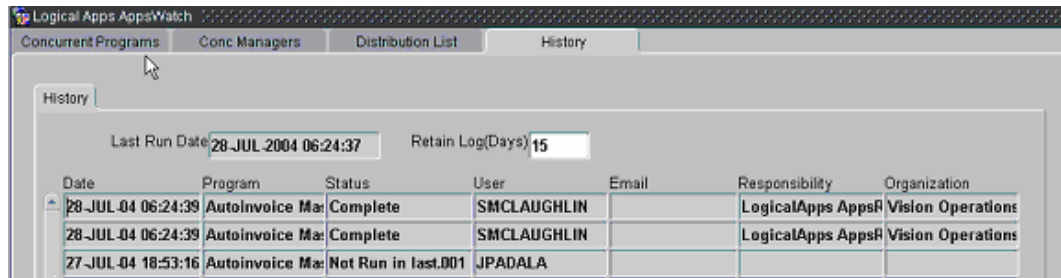 Logical Apps AppsWatch
Concurrent Programs Conc Managers Distribution List History
History
Last Run Date 28-JUL-2004 06:24:37 Retain Log(Days) 15
Date Program Status User Email Responsibility Organization
28-JUL-04 06:24:39 AutoInvoice Mas Complete SMCLAUGHLIN LogicalApps AppsR Vision Operations
28-JUL-04 06:24:39 Autoinvoice Mas Complete SMCLAUGHLIN LogicalApps AppsR Vision Operations
27-JUL-04 18:53:16 Autoinvoice Mas Not Run in last.001 JPADALA